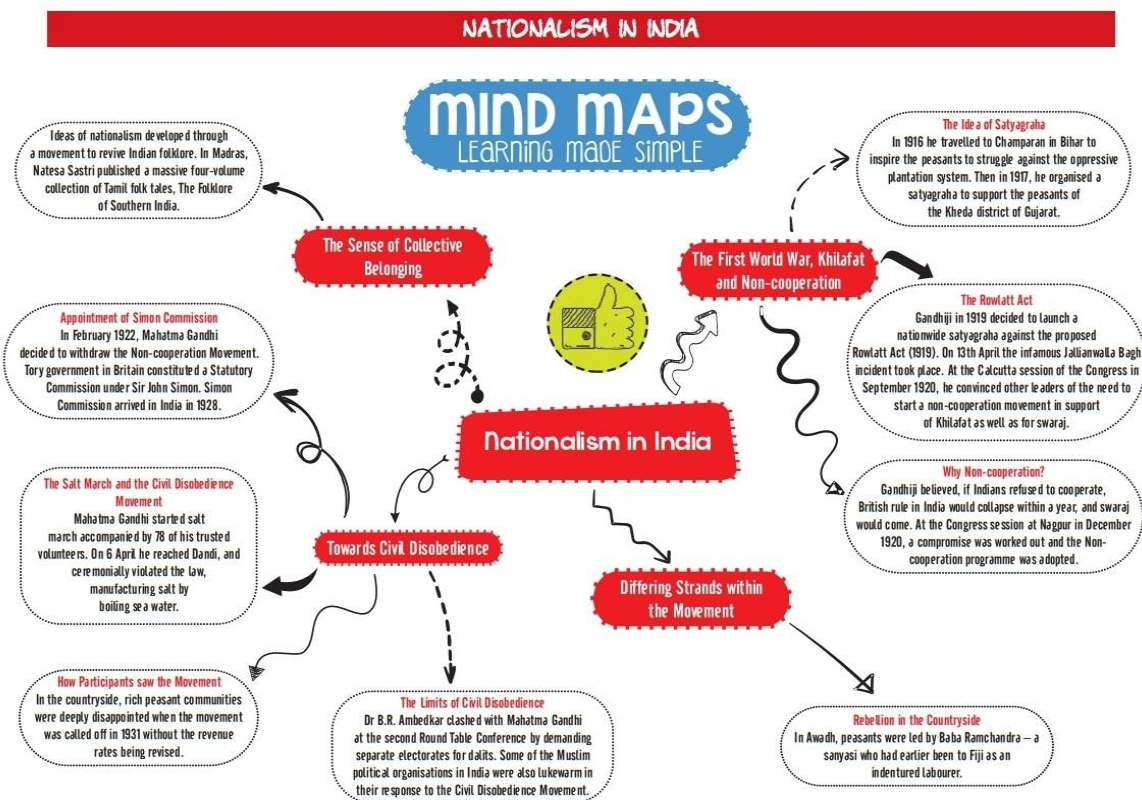 NATIONALISM IN INDIA
MIND MAPS
LEARNING MADE SIMPLE
Ideas of nationalism developed through
a movement to revive Indian folklore. In Madras,
Natesa Sastri published a massive four-volume
collection of Tamil folk tales, The Folklore
of Southern India.
The Sense of Collective
Belonging
The Idea of Satyagraha
In 1916 he travelled to Champaran in Bihar to
inspire the peasants to struggle against the oppressive
plantation system. Then in 1917, he organised a
satyagraha to support the peasants of
the Kheda district of Gujarat.
The First World War, Khilafat
and Non-cooperation
The Rowlatt Act
Gandhiji in 1919 decided to launch a
nationwide satyagraha against the proposed
Rowlatt Act (1919). On 13th April the infamous Jallianwalla Bagh
incident took place. At the Calcutta session of the Congress in
September 1920, he convinced other leaders of the need to
start a non-cooperation movement in support
of Khilafat as well as for swaraj.
Appointment of Simon Commission
In February 1922, Mahatma Gandhi
decided to withdraw the Non-cooperation Movement.
Tory government in Britain constituted a Statutory
Commission under Sir John Simon. Simon
Commission arrived in India in 1928.
Nationalism in India
Why Non-cooperation?
Gandhiji believed, if Indians refused to cooperate,
British rule in India would collapse within a year, and swaraj
would come. At the Congress session at Nagpur in December
1920, a compromise was worked out and the Non-
cooperation programme was adopted.
The Salt March and the Civil Disobedience
Movement
Mahatma Gandhi started salt
march accompanied by 78 of his trusted
volunteers. On 6 April he reached Dandi, and
ceremonially violated the law,
manufacturing salt by
boiling sea water.
Towards Civil Disobedience
Differing Strands within
the Movement
How Participants saw the Movement
In the countryside, rich peasant communities
were deeply disappointed when the movement
was called off in 1931 without the revenue
rates being revised.
The Limits of Civil Disobedience
Dr B.R. Ambedkar clashed with Mahatma Gandhi
at the second Round Table Conference by demanding
separate electorates for dalits. Some of the Muslim
political organisations in India were also lukewarm in
their response to the Civil Disobedience Movement.
Rebellion in the Countryside
In Awadh, peasants were led by Baba Ramchandra – a
sanyasi who had earlier been to Fiji as an
indentured labourer.